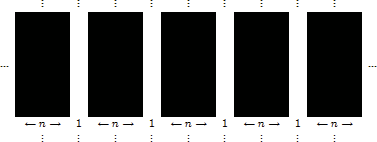 ⋮ ⋮ ⋮ ⋮ ⋮ ⋮ ⋮ ⋮ ⋮
... ...
← n → 1 ← n → 1 ← n → 1 ← n → 1 ← n →
⋮ ⋮ ⋮ ⋮ ⋮ ⋮ ⋮ ⋮ ⋮